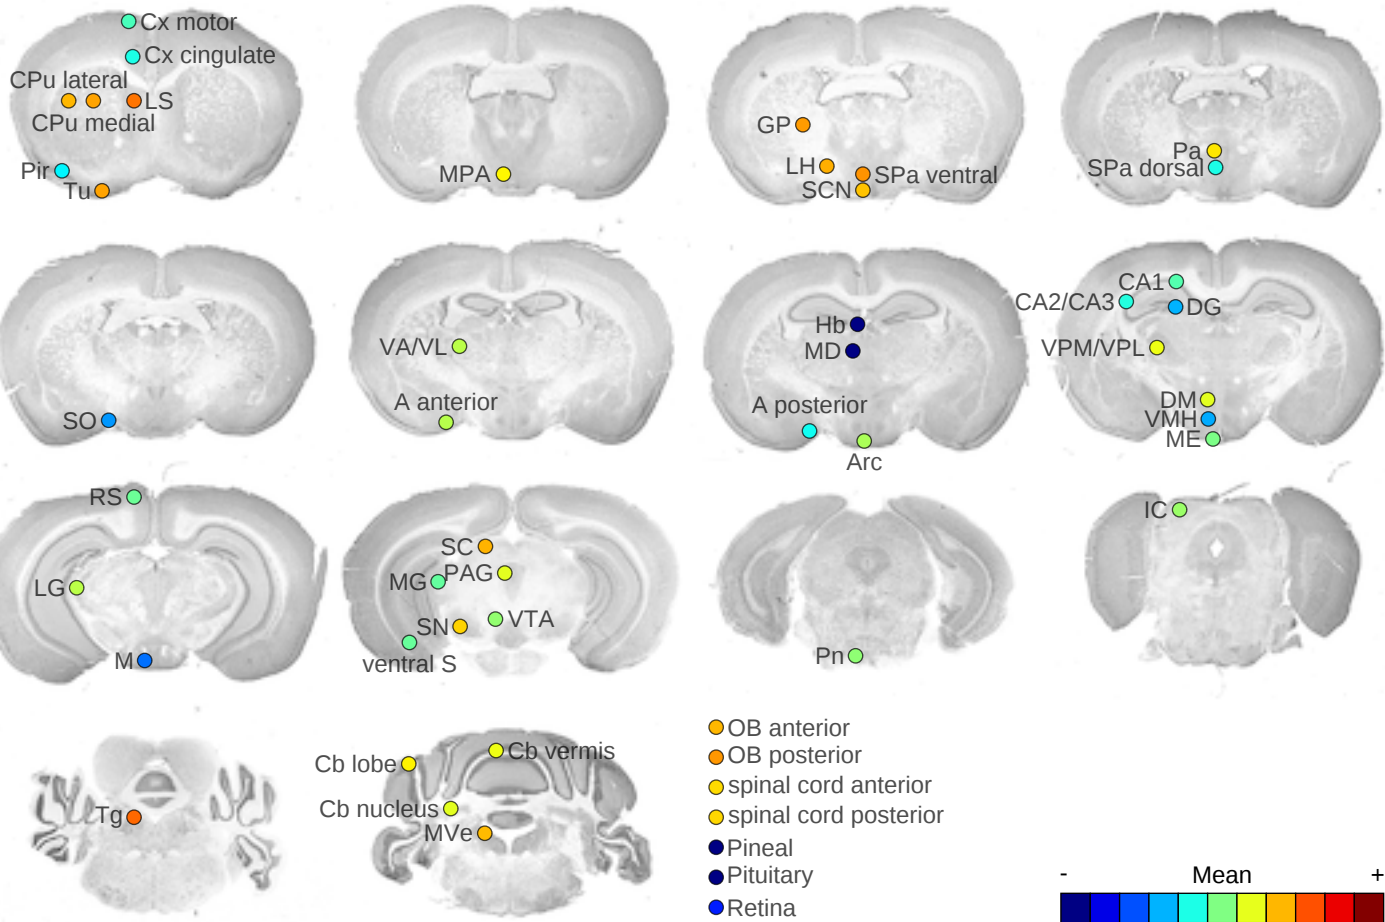 Cx motor
Cx cingulate
CPu lateral
LS
CPu medial
Pir
Tu
MPA
GP
LH
SPa ventral
SCN
Pa
SPa dorsal
SO
VA/VL
A anterior
Hb
MD
A posterior
Arc
CA1
CA2/CA3
DG
VPM/VPL
DM
VMH
ME
RS
LG
M
SC
PAG
MG
VTA
SN
ventral S
Pn
IC
Tg
Cb lobe
Cb vermis
Cb nucleus
MVe
OB anterior
OB posterior
spinal cord anterior
spinal cord posterior
Pineal
Pituitary
Retina
- Mean +